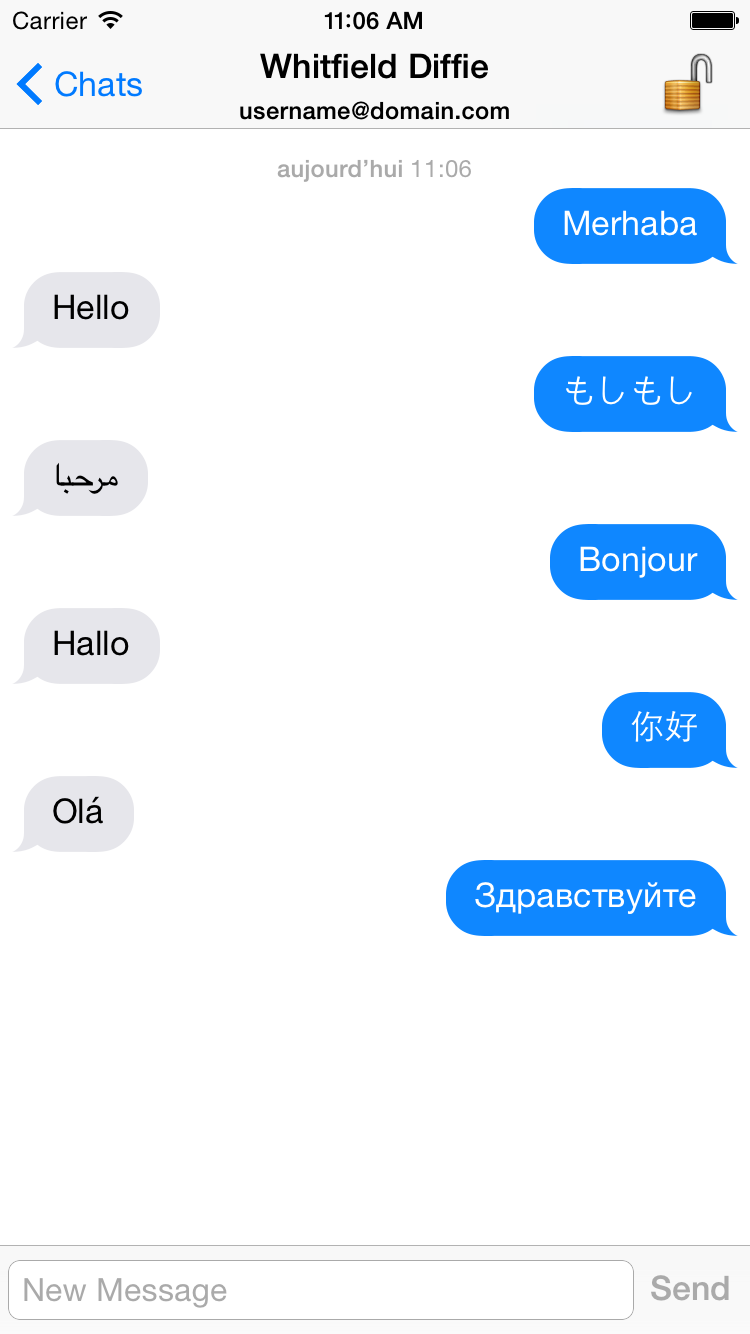 Carrier 11:06 AM
Chats
Whitfield Diffie
username@domain.com
aujourd’hui 11:06
Merhaba
Hello
もしもし
مرحبا
Bonjour
Hallo
你好
Olá
Здравствуйте
New Message
Send